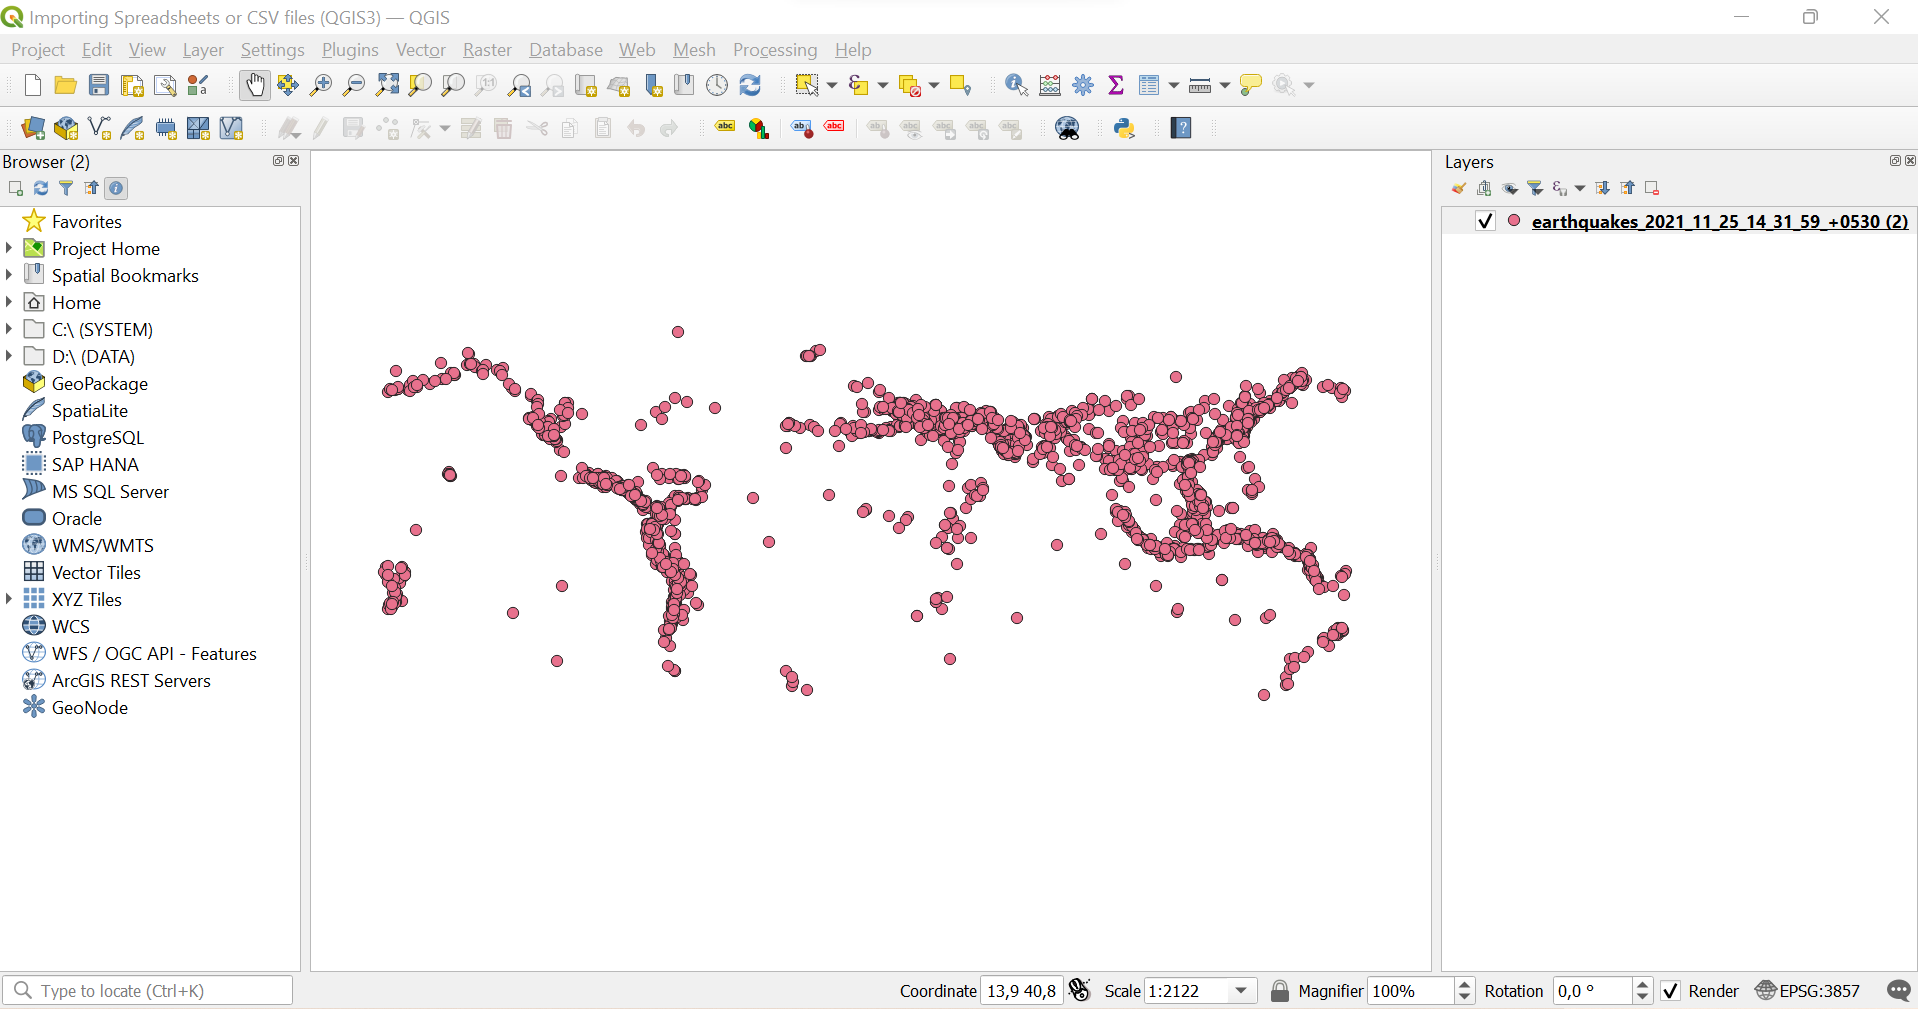 Importing Spreadsheets or CSV files (QGIS3) — QGIS
Project Edit View Layer Settings Plugins Vector Raster Database Web Mesh Processing Help
Browser (2)
Layers
Favorites
Project Home
Spatial Bookmarks
Home
C:\ (SYSTEM)
D:\ (DATA)
GeoPackage
SpatiaLite
PostgreSQL
SAP HANA
MS SQL Server
Oracle
WMS/WMTS
Vector Tiles
XYZ Tiles
WCS
WFS / OGC API - Features
ArcGIS REST Servers
GeoNode
earthquakes_2021_11_25_14_31_59_+0530 (2)
Type to locate (Ctrl+K)
Coordinate 13,9 40,8 Scale 1:2122 Magnifier 100% Rotation 0,0 ° Render EPSG:3857